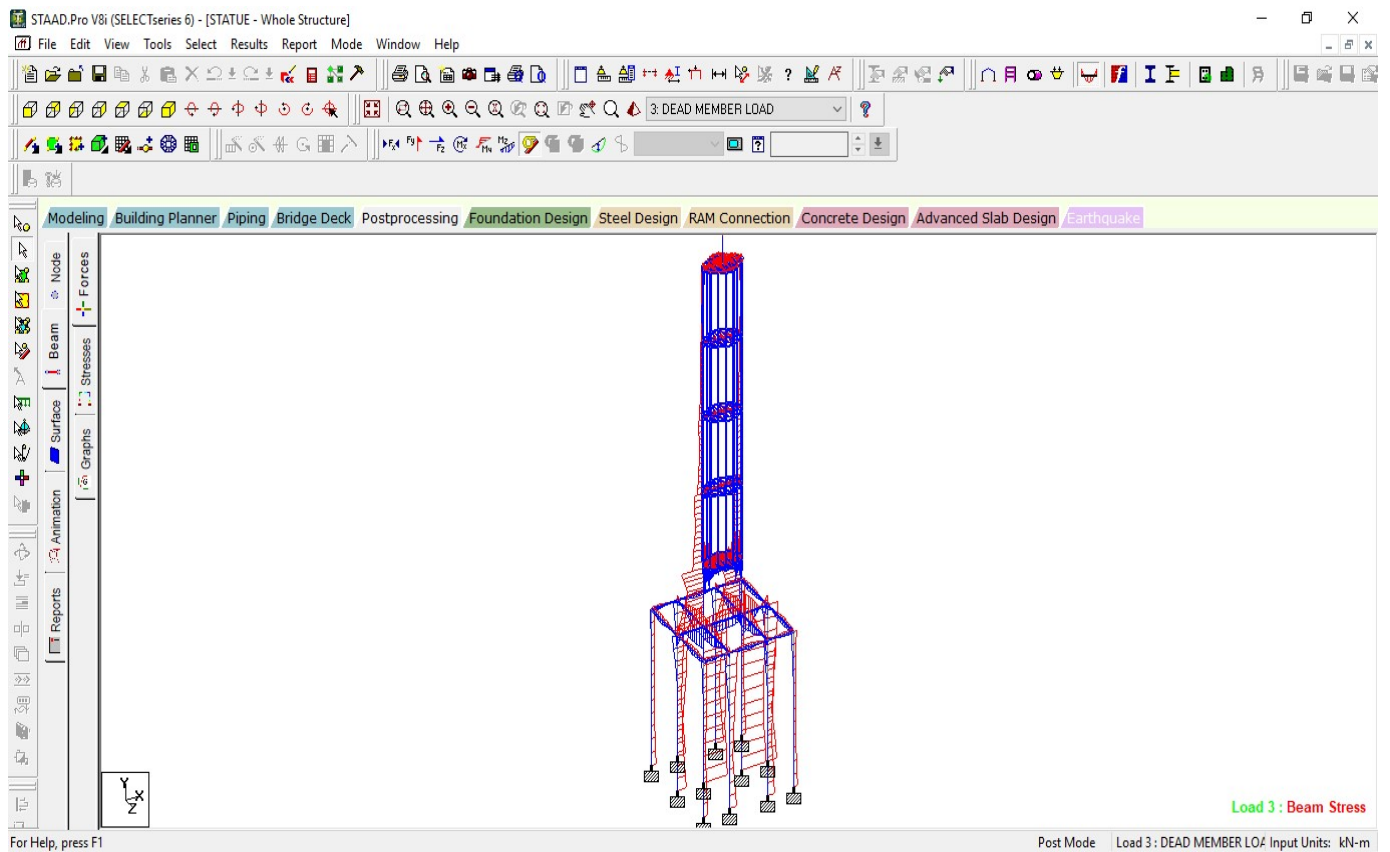 STAAD.Pro V8i (SELECTseries 6) - [STATUE - Whole Structure]
File Edit View Tools Select Results Report Mode Window Help
3: DEAD MEMBER LOAD
Modeling Building Planner Piping Bridge Deck Postprocessing Foundation Design Steel Design RAM Connection Concrete Design Advanced Slab Design Earthquake
Node
Beam
Surface
Animation
Reports
Forces
Stresses
Graphs
Y
X
Z
Load 3 : Beam Stress
For Help, press F1
Post Mode Load 3 : DEAD MEMBER LOA Input Units: kN-m